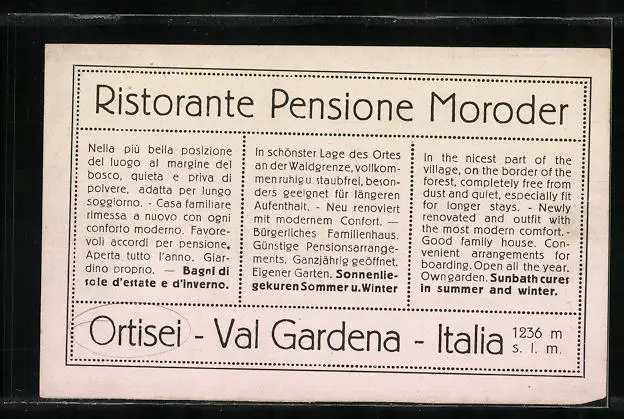 Ristorante Pensione Moroder
Nella più bella posizione
del luogo al margine del
bosco, quieta e priva di
polvere, adatta per lungo
soggiorno. - Casa familiare
rimessa a nuovo con ogni
conforto moderno. Favore-
voli accordi per pensione.
Aperta tutto l'anno. Giar-
dino proprio. — Bagni di
sole d'estate e d'inverno.
In schönster Lage des Ortes
an der Waldgrenze, vollkom-
men ruhig u. staubfrei, beson-
ders geeignet für längeren
Aufenthalt. - Neu renoviert
mit modernem Confort. —
Bürgerliches Familienhaus.
Günstige Pensionsarrange-
ments. Ganzjährig geöffnet.
Eigener Garten. Sonnenlie-
gekuren Sommer u. Winter
In the nicest part of the
village, on the border of the
forest, completely free from
dust and quiet, especially fit
for longer stays. - Newly
renovated and outfit with
the most modern comfort. -
Good family house. Con-
venient arrangements for
boarding. Open all the year.
Own garden. Sunbath cures
in summer and winter.
Ortisei - Val Gardena - Italia 1236 m
s. l. m.